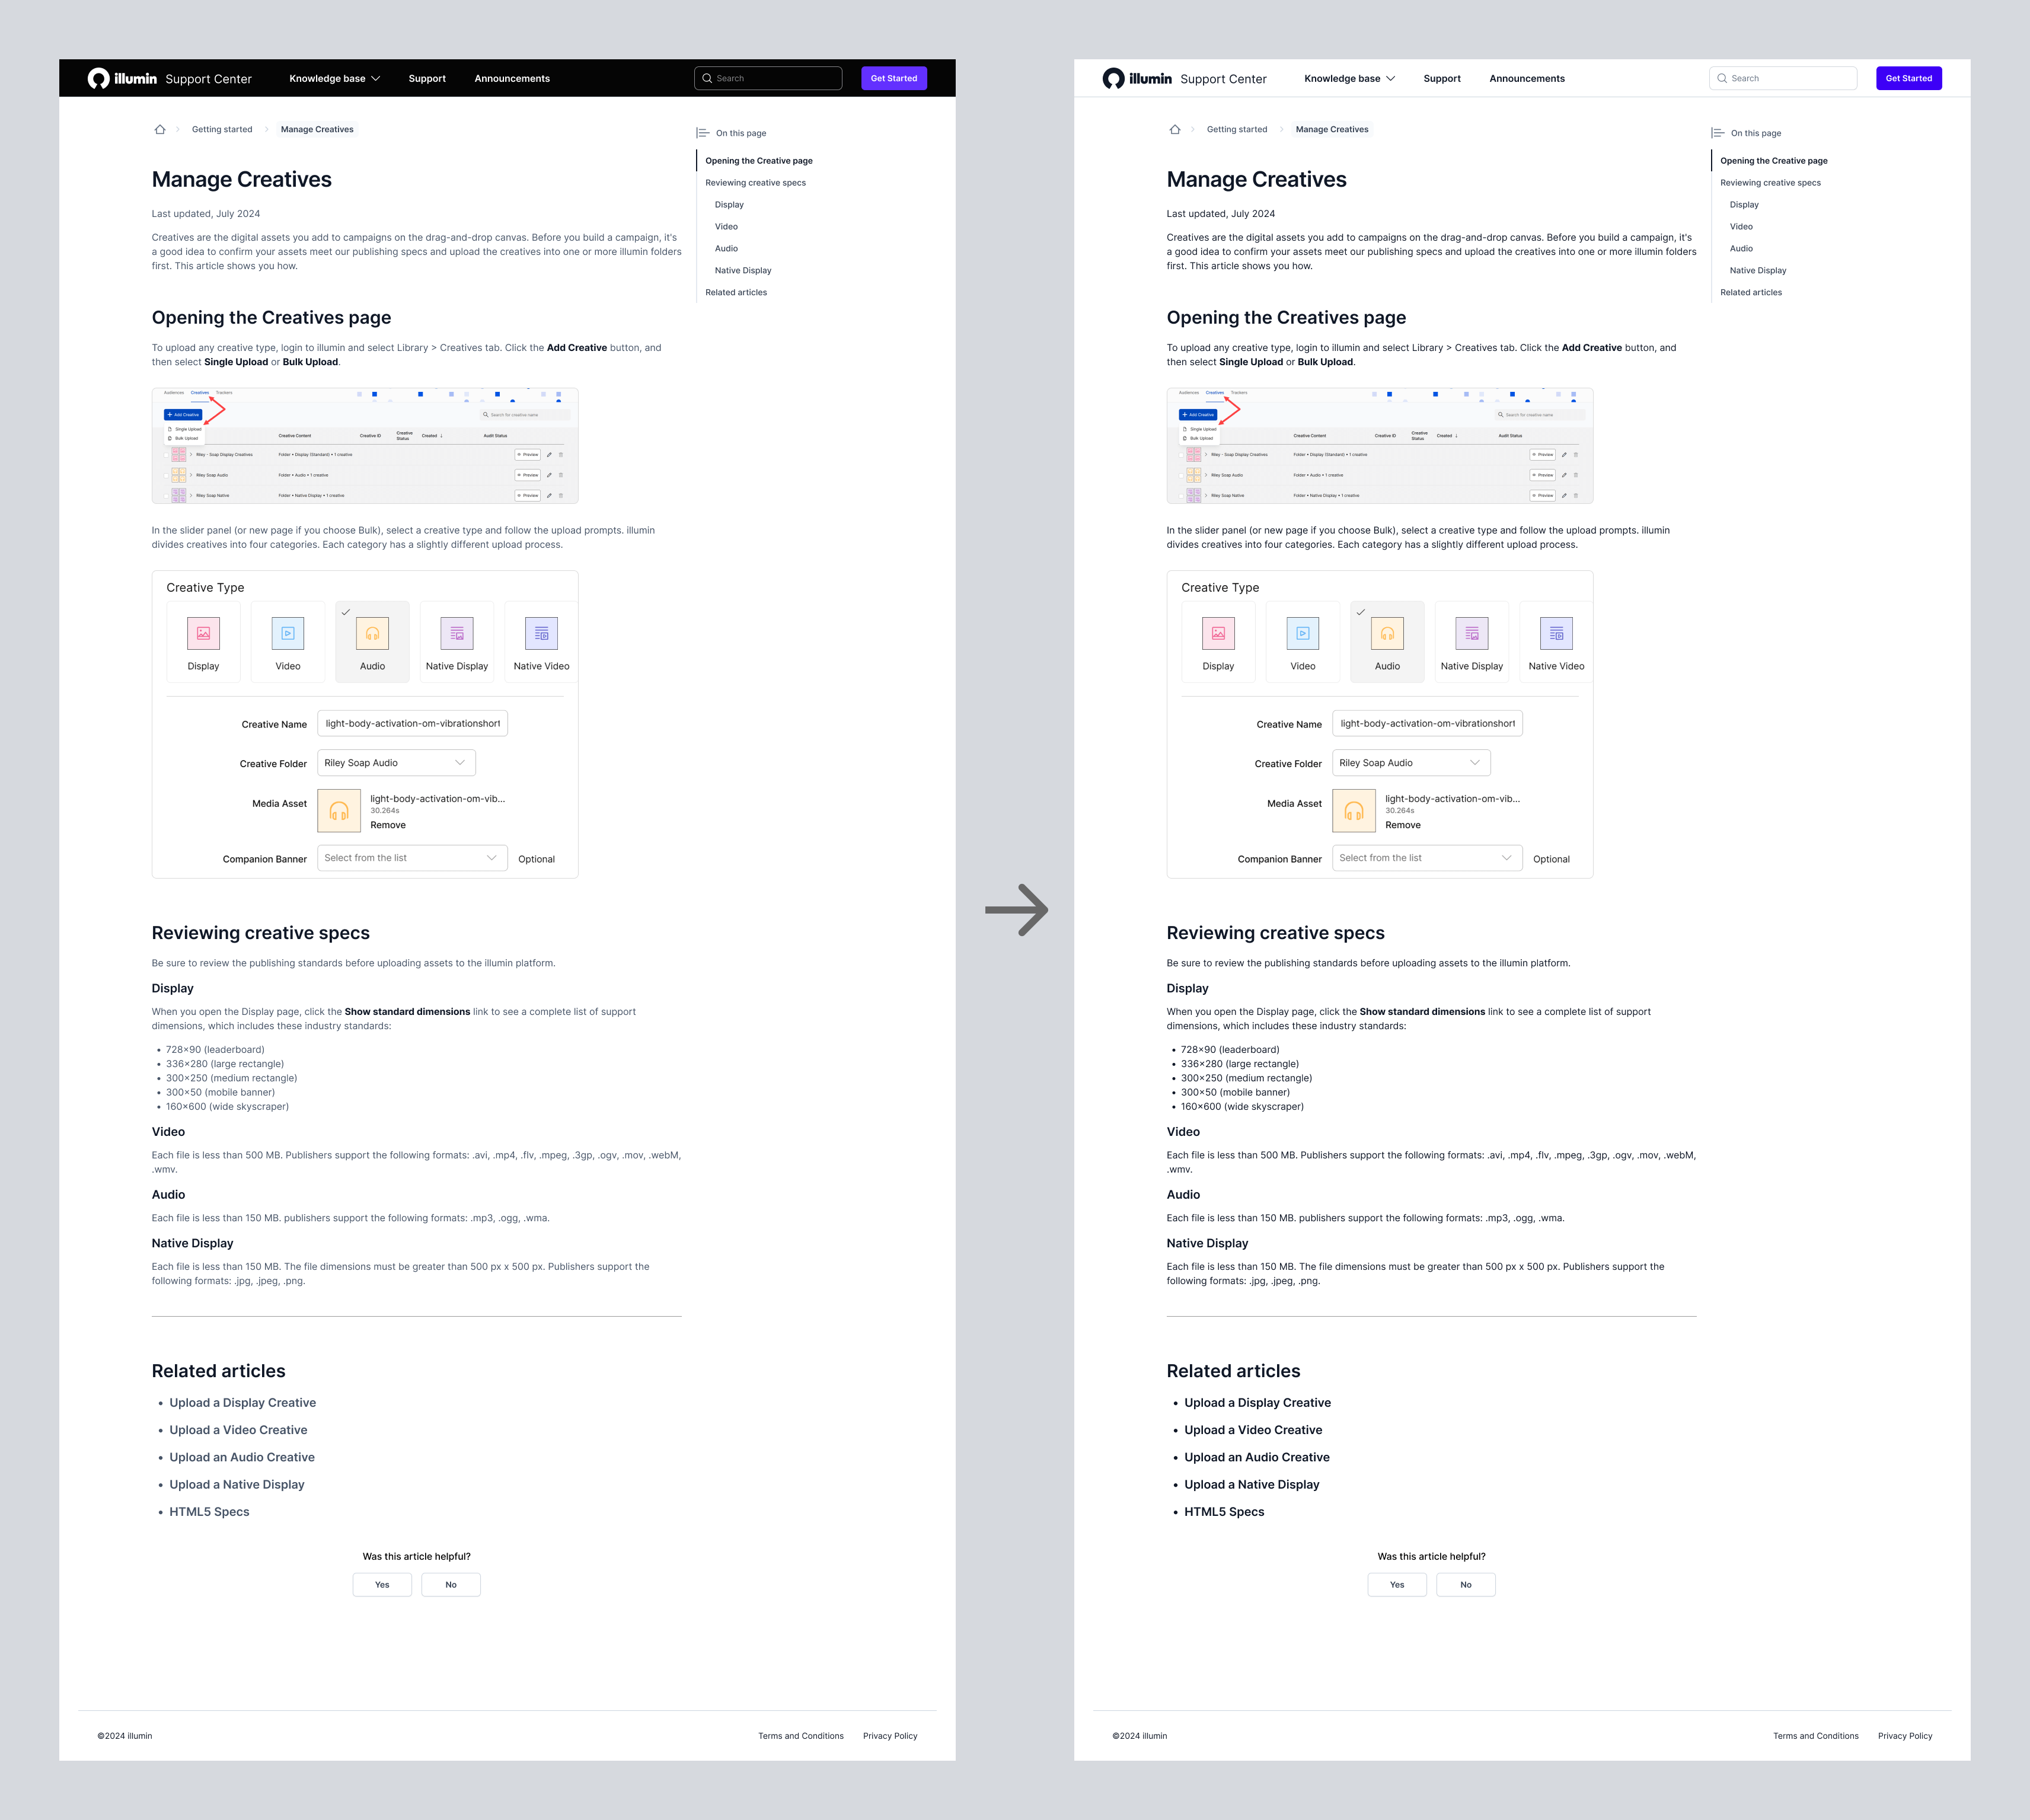 illumin Support Center Knowledge base Support Announcements Search Get Started
Getting started Manage Creatives
On this page
Opening the Creative page
Reviewing creative specs
Display
Video
Audio
Native Display
Related articles
Manage Creatives
Last updated, July 2024
Creatives are the digital assets you add to campaigns on the drag-and-drop canvas. Before you build a campaign, it's
a good idea to confirm your assets meet our publishing specs and upload the creatives into one or more illumin folders
first. This article shows you how.
Opening the Creatives page
To upload any creative type, login to illumin and select Library > Creatives tab. Click the Add Creative button, and
then select Single Upload or Bulk Upload.
Audiences Creatives Trackers
+ Add Creative Search for creative name
Single Upload
Bulk Upload
Creative Content Creative ID Creative Status Created ↓ Audit Status
Riley - Soap Display Creatives Folder • Display (Standard) • 1 creative Preview
Riley Soap Audio Folder • Audio • 1 creative Preview
Riley Soap Native Folder • Native Display • 1 creative Preview
In the slider panel (or new page if you choose Bulk), select a creative type and follow the upload prompts. illumin
divides creatives into four categories. Each category has a slightly different upload process.
Creative Type
Display Video Audio Native Display Native Video
Creative Name light-body-activation-om-vibrationshort
Creative Folder Riley Soap Audio
Media Asset light-body-activation-om-vib...
30.264s
Remove
Companion Banner Select from the list Optional
Reviewing creative specs
Be sure to review the publishing standards before uploading assets to the illumin platform.
Display
When you open the Display page, click the Show standard dimensions link to see a complete list of support
dimensions, which includes these industry standards:
• 728×90 (leaderboard)
• 336×280 (large rectangle)
• 300×250 (medium rectangle)
• 300×50 (mobile banner)
• 160×600 (wide skyscraper)
Video
Each file is less than 500 MB. Publishers support the following formats: .avi, .mp4, .flv, .mpeg, .3gp, .ogv, .mov, .webM,
.wmv.
Audio
Each file is less than 150 MB. publishers support the following formats: .mp3, .ogg, .wma.
Native Display
Each file is less than 150 MB. The file dimensions must be greater than 500 px x 500 px. Publishers support the
following formats: .jpg, .jpeg, .png.
Related articles
• Upload a Display Creative
• Upload a Video Creative
• Upload an Audio Creative
• Upload a Native Display
• HTML5 Specs
Was this article helpful?
Yes No
©2024 illumin Terms and Conditions Privacy Policy
illumin Support Center Knowledge base Support Announcements Search Get Started
Getting started Manage Creatives
On this page
Opening the Creative page
Reviewing creative specs
Display
Video
Audio
Native Display
Related articles
Manage Creatives
Last updated, July 2024
Creatives are the digital assets you add to campaigns on the drag-and-drop canvas. Before you build a campaign, it's
a good idea to confirm your assets meet our publishing specs and upload the creatives into one or more illumin folders
first. This article shows you how.
Opening the Creatives page
To upload any creative type, login to illumin and select Library > Creatives tab. Click the Add Creative button, and
then select Single Upload or Bulk Upload.
Audiences Creatives Trackers
+ Add Creative Search for creative name
Single Upload
Bulk Upload
Creative Content Creative ID Creative Status Created ↓ Audit Status
Riley - Soap Display Creatives Folder • Display (Standard) • 1 creative Preview
Riley Soap Audio Folder • Audio • 1 creative Preview
Riley Soap Native Folder • Native Display • 1 creative Preview
In the slider panel (or new page if you choose Bulk), select a creative type and follow the upload prompts. illumin
divides creatives into four categories. Each category has a slightly different upload process.
Creative Type
Display Video Audio Native Display Native Video
Creative Name light-body-activation-om-vibrationshort
Creative Folder Riley Soap Audio
Media Asset light-body-activation-om-vib...
30.264s
Remove
Companion Banner Select from the list Optional
Reviewing creative specs
Be sure to review the publishing standards before uploading assets to the illumin platform.
Display
When you open the Display page, click the Show standard dimensions link to see a complete list of support
dimensions, which includes these industry standards:
• 728×90 (leaderboard)
• 336×280 (large rectangle)
• 300×250 (medium rectangle)
• 300×50 (mobile banner)
• 160×600 (wide skyscraper)
Video
Each file is less than 500 MB. Publishers support the following formats: .avi, .mp4, .flv, .mpeg, .3gp, .ogv, .mov, .webM,
.wmv.
Audio
Each file is less than 150 MB. publishers support the following formats: .mp3, .ogg, .wma.
Native Display
Each file is less than 150 MB. The file dimensions must be greater than 500 px x 500 px. Publishers support the
following formats: .jpg, .jpeg, .png.
Related articles
• Upload a Display Creative
• Upload a Video Creative
• Upload an Audio Creative
• Upload a Native Display
• HTML5 Specs
Was this article helpful?
Yes No
©2024 illumin Terms and Conditions Privacy Policy